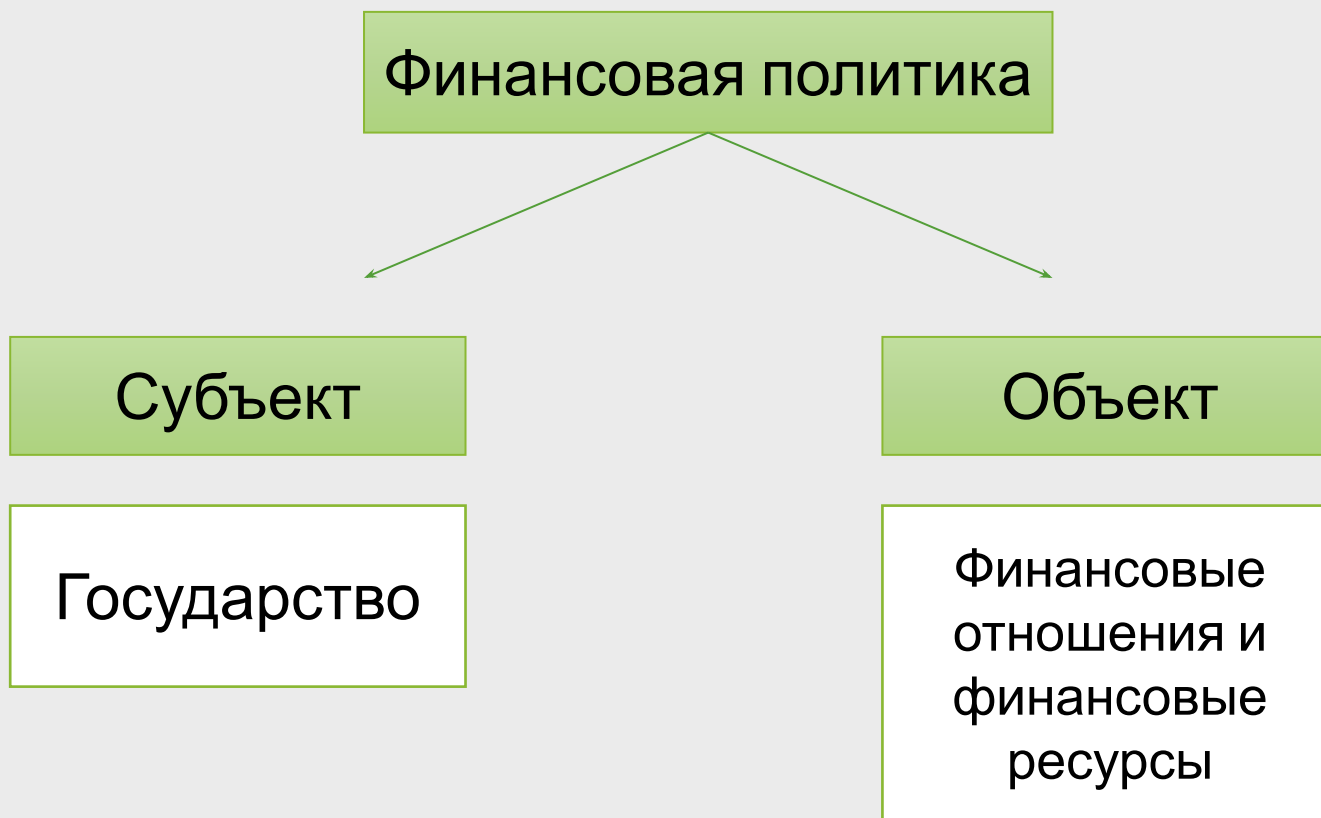 Финансовая политика
Субъект
Объект
Государство
Финансовые
отношения и
финансовые
ресурсы